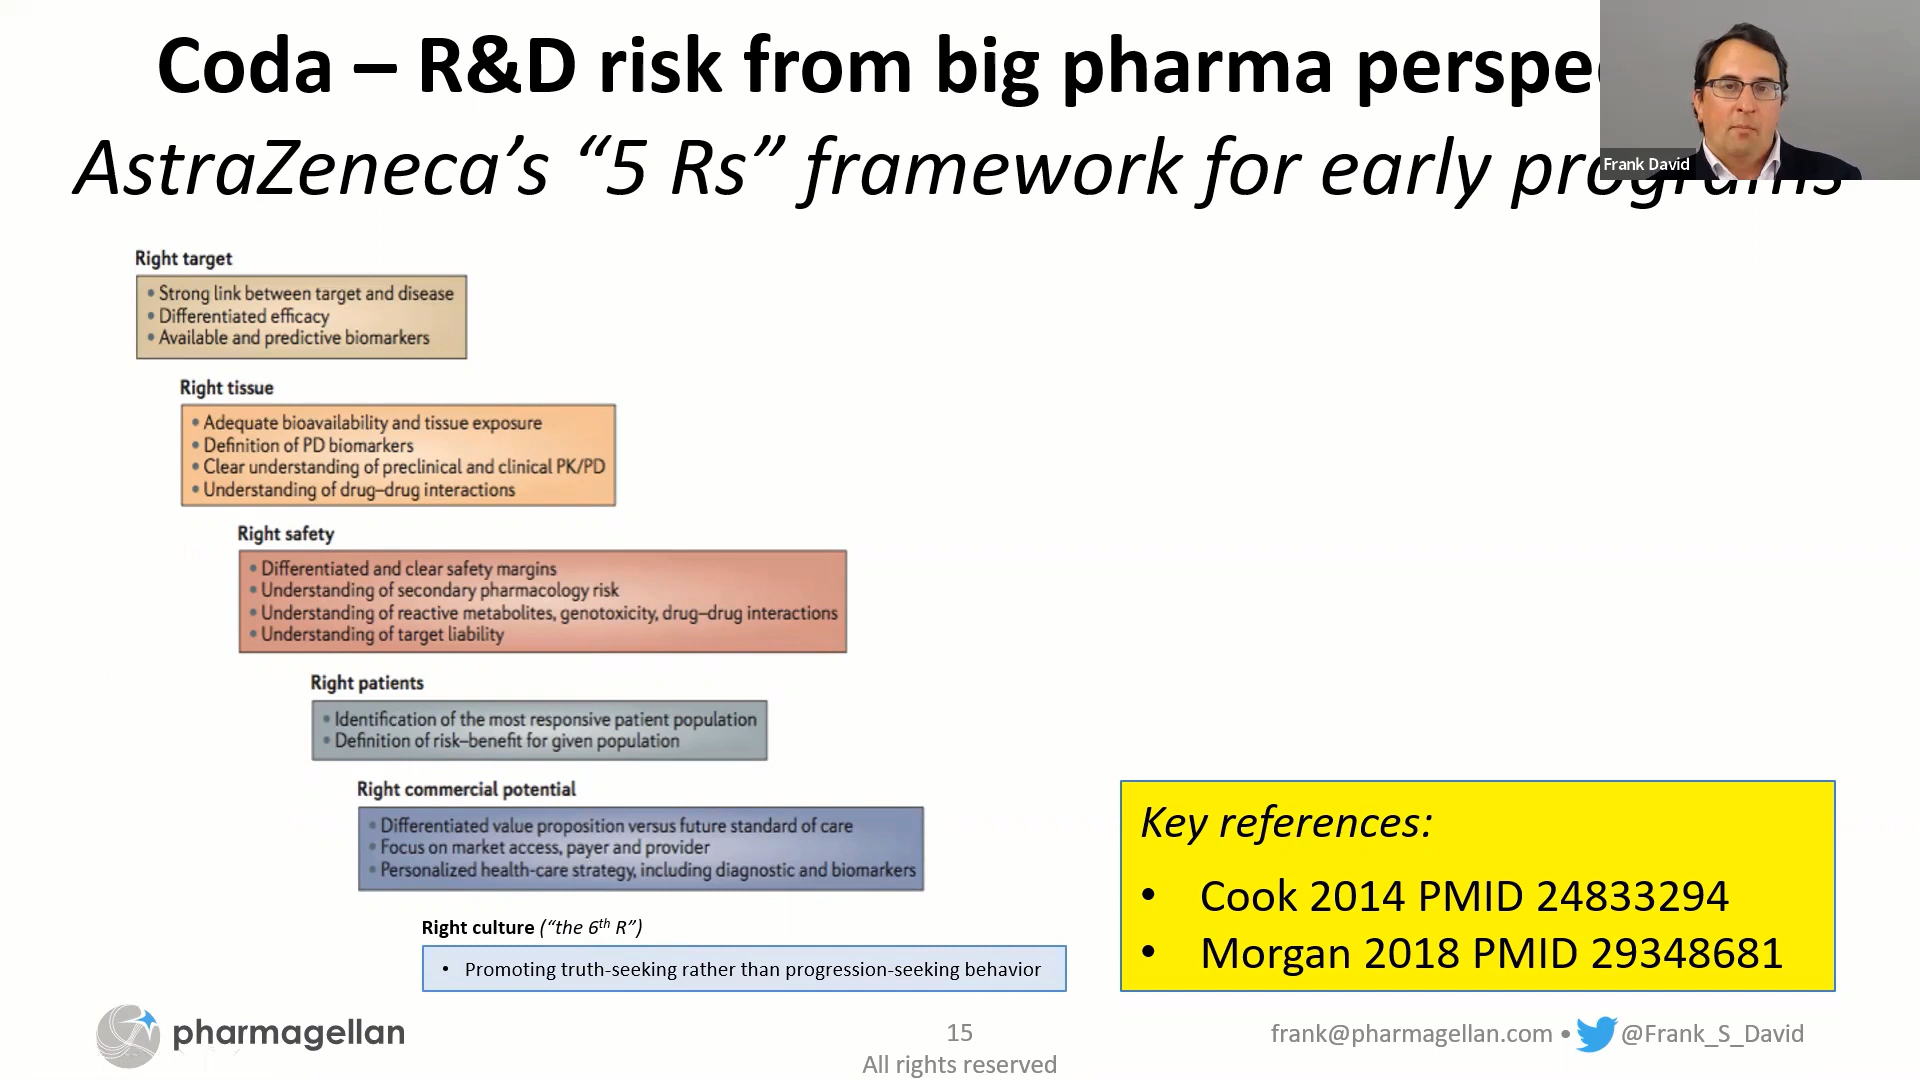 Coda – R&D risk from big pharma perspe
AstraZeneca’s “5 Rs” framework for early programs
Frank David
Right target
• Strong link between target and disease
• Differentiated efficacy
• Available and predictive biomarkers
Right tissue
• Adequate bioavailability and tissue exposure
• Definition of PD biomarkers
• Clear understanding of preclinical and clinical PK/PD
• Understanding of drug–drug interactions
Right safety
• Differentiated and clear safety margins
• Understanding of secondary pharmacology risk
• Understanding of reactive metabolites, genotoxicity, drug–drug interactions
• Understanding of target liability
Right patients
• Identification of the most responsive patient population
• Definition of risk–benefit for given population
Right commercial potential
• Differentiated value proposition versus future standard of care
• Focus on market access, payer and provider
• Personalized health-care strategy, including diagnostic and biomarkers
Right culture (“the 6th R”)
• Promoting truth-seeking rather than progression-seeking behavior
Key references:
• Cook 2014 PMID 24833294
• Morgan 2018 PMID 29348681
pharmagellan
15
All rights reserved
frank@pharmagellan.com • @Frank_S_David